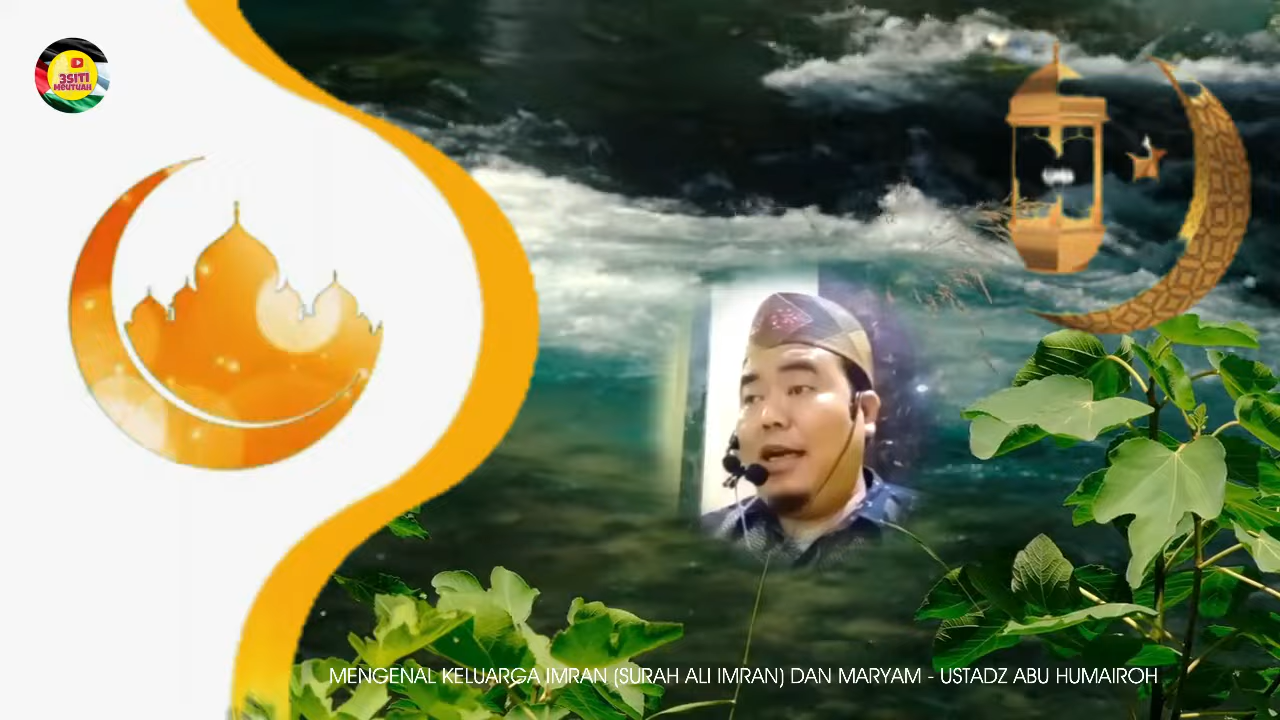 3SITI
MEUTUAH
MENGENAL KELUARGA IMRAN (SURAH ALI IMRAN) DAN MARYAM - USTADZ ABU HUMAIROH